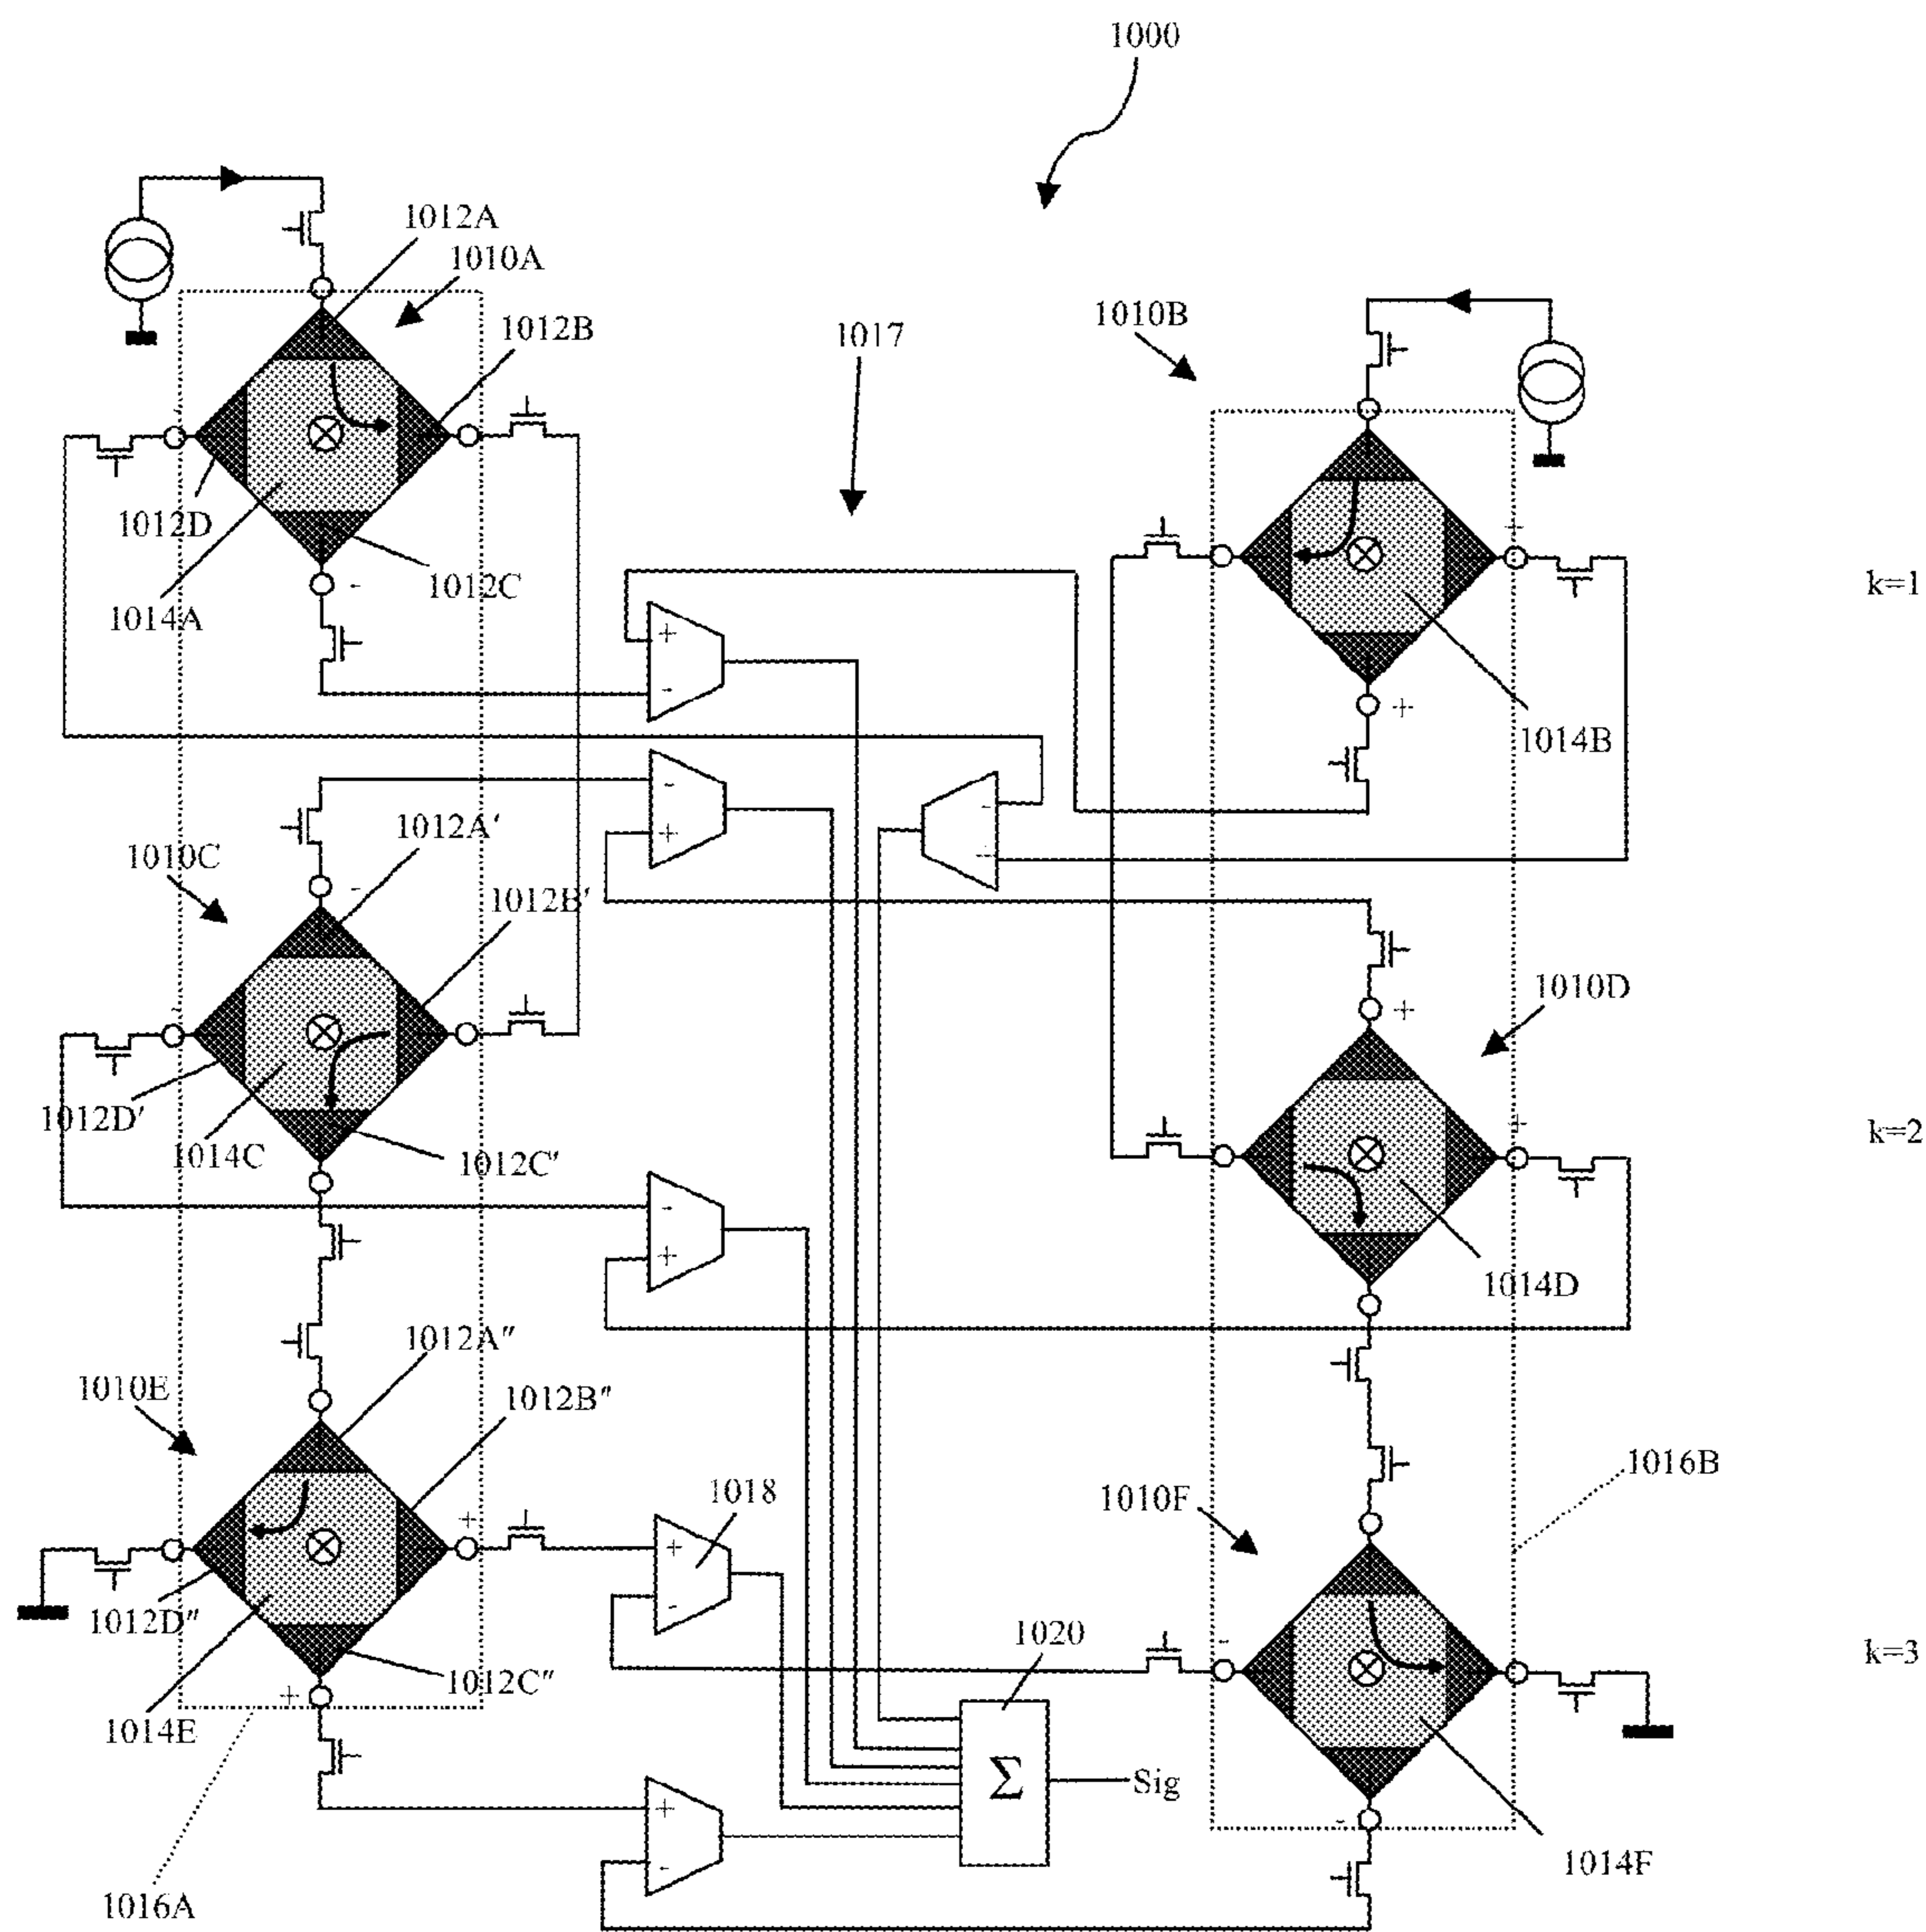 1000
1012A
1010A
1012B
1010B
1017
-
1012D
+
1012C
-
1014A
k=1
+
-
+
1014B
-
-
+
+
1012A′
1010C
-
1012B′
1010D
+
-
1012D′
1014C
1012C′
+
k=2
-
+
1014D
1012A″
1010E
1012B″
1016B
1018
1010F
+
+
-
1012D″
1020
-
k=3
1012C″
+
1014E
Σ
Sig
+
-
-
1014F
1016A